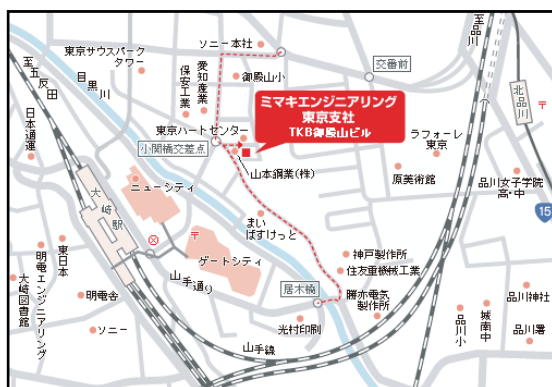 至品川
ソニー本社
東京サウスパーク
タワー
至五反田
目黒川
愛知産業
保安工業
御殿山小
交番前
北品川
日本通運
ミマキエンジニアリング
東京支社
TKB御殿山ビル
東京ハートセンター
小関橋交差点
ラフォーレ
東京
山本鋼業(株)
原美術館
品川女子学院
高・中
大崎駅
ニューシティ
15
まい
ばすけっと
ゲートシティ
神戸製作所
住友重機械工業
東日本
明電エンジニアリング
大崎図書館
明電舎
山手通り
居木橋
勝亦電気
製作所
品川神社
ソニー
光村印刷
山手線
品川小
城南中
品川署